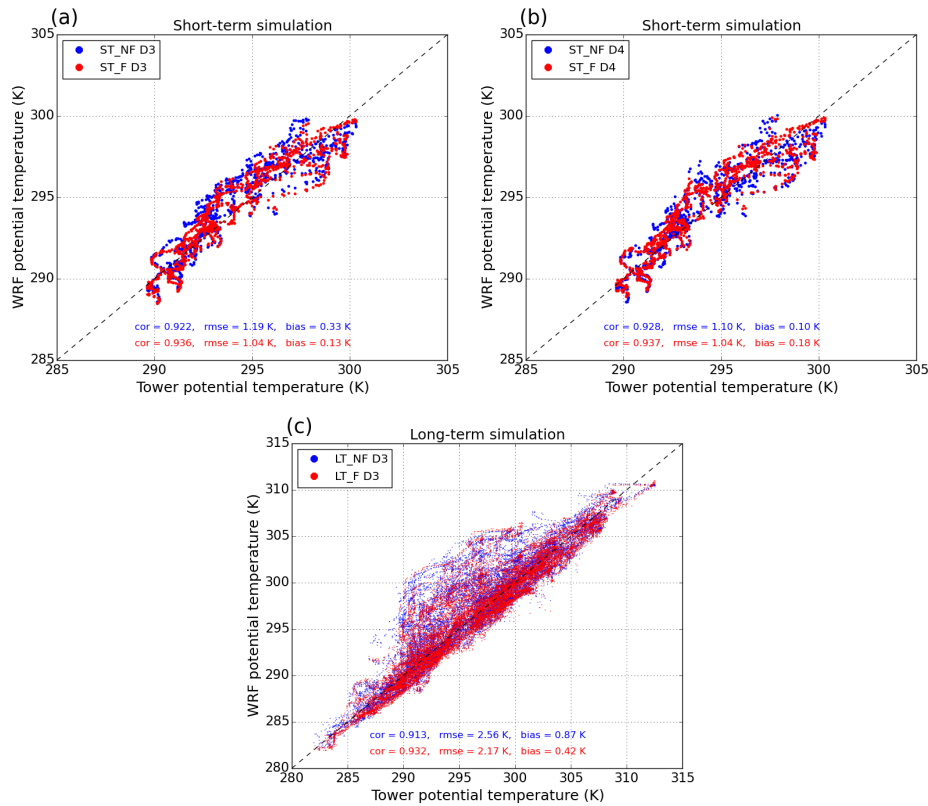 (a)
Short-term simulation
ST_NF D3
ST_F D3
WRF potential temperature (K)
305
300
295
290
285
cor = 0.922, rmse = 1.19 K, bias = 0.33 K
cor = 0.936, rmse = 1.04 K, bias = 0.13 K
285 290 295 300 305
Tower potential temperature (K)
(b)
Short-term simulation
ST_NF D4
ST_F D4
WRF potential temperature (K)
305
300
295
290
285
cor = 0.928, rmse = 1.10 K, bias = 0.10 K
cor = 0.937, rmse = 1.04 K, bias = 0.18 K
285 290 295 300 305
Tower potential temperature (K)
(c)
Long-term simulation
LT_NF D3
LT_F D3
WRF potential temperature (K)
315
310
305
300
295
290
285
280
cor = 0.913, rmse = 2.56 K, bias = 0.87 K
cor = 0.932, rmse = 2.17 K, bias = 0.42 K
280 285 290 295 300 305 310 315
Tower potential temperature (K)